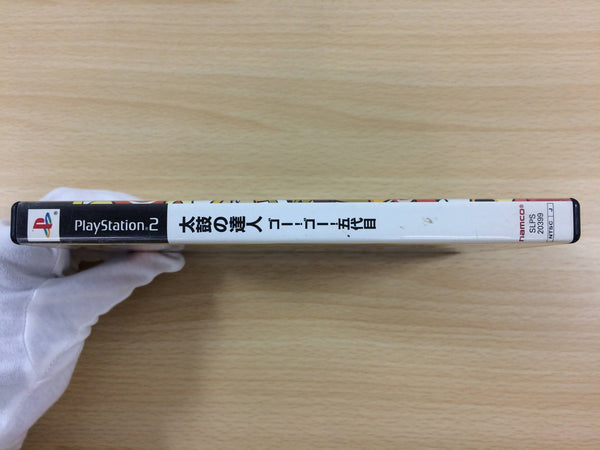 PlayStation®2
太鼓の達人 ゴー！ゴー！五代目
namco®
SLPS
20399
NTSC J